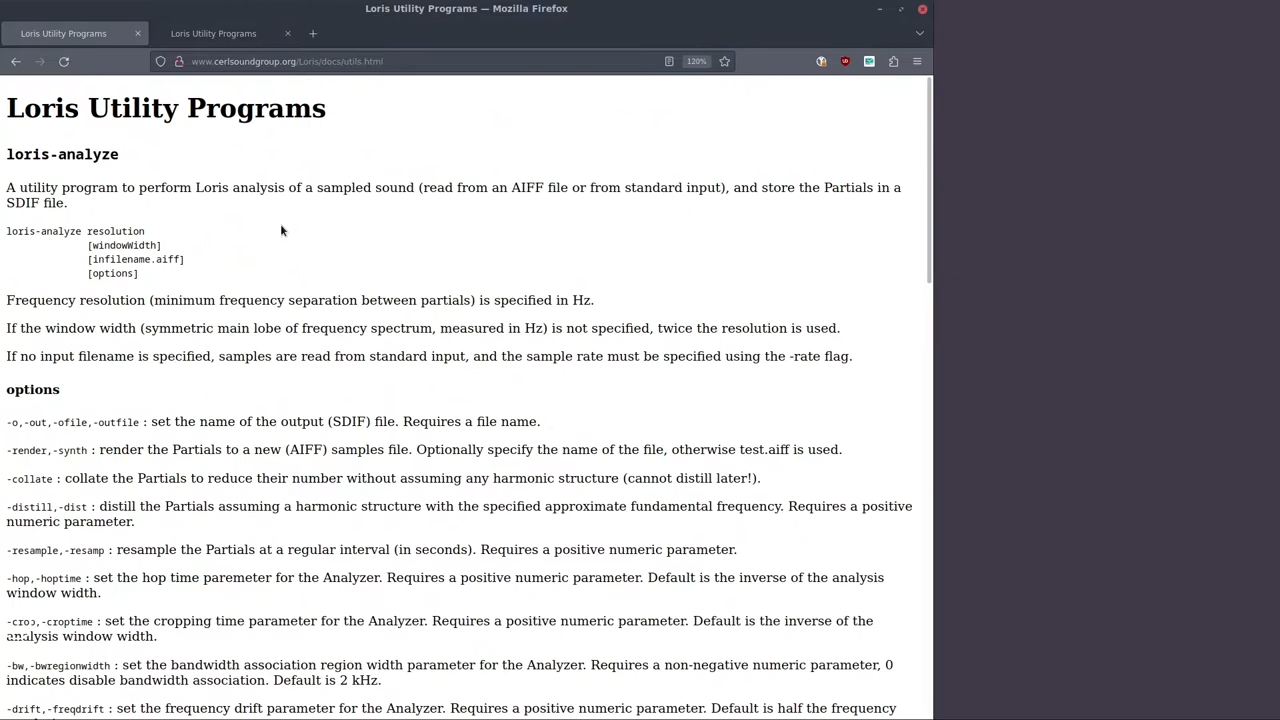 Loris Utility Programs — Mozilla Firefox
Loris Utility Programs
Loris Utility Programs
www.cerlsoundgroup.org/Loris/docs/utils.html
120%
Loris Utility Programs
loris-analyze
A utility program to perform Loris analysis of a sampled sound (read from an AIFF file or from standard input), and store the Partials in a
SDIF file.
loris-analyze resolution
[windowWidth]
[infilename.aiff]
[options]
Frequency resolution (minimum frequency separation between partials) is specified in Hz.
If the window width (symmetric main lobe of frequency spectrum, measured in Hz) is not specified, twice the resolution is used.
If no input filename is specified, samples are read from standard input, and the sample rate must be specified using the -rate flag.
options
-o,-out,-ofile,-outfile : set the name of the output (SDIF) file. Requires a file name.
-render,-synth : render the Partials to a new (AIFF) samples file. Optionally specify the name of the file, otherwise test.aiff is used.
-collate : collate the Partials to reduce their number without assuming any harmonic structure (cannot distill later!).
-distill,-dist : distill the Partials assuming a harmonic structure with the specified approximate fundamental frequency. Requires a positive
numeric parameter.
-resample,-resamp : resample the Partials at a regular interval (in seconds). Requires a positive numeric parameter.
-hop,-hoptime : set the hop time paremeter for the Analyzer. Requires a positive numeric parameter. Default is the inverse of the analysis
window width.
-crop,-croptime : set the cropping time parameter for the Analyzer. Requires a positive numeric parameter. Default is the inverse of the
analysis window width.
-bw,-bwregionwidth : set the bandwidth association region width parameter for the Analyzer. Requires a non-negative numeric parameter, 0
indicates disable bandwidth association. Default is 2 kHz.
-drift,-freqdrift : set the frequency drift parameter for the Analyzer. Requires a positive numeric parameter. Default is half the frequency